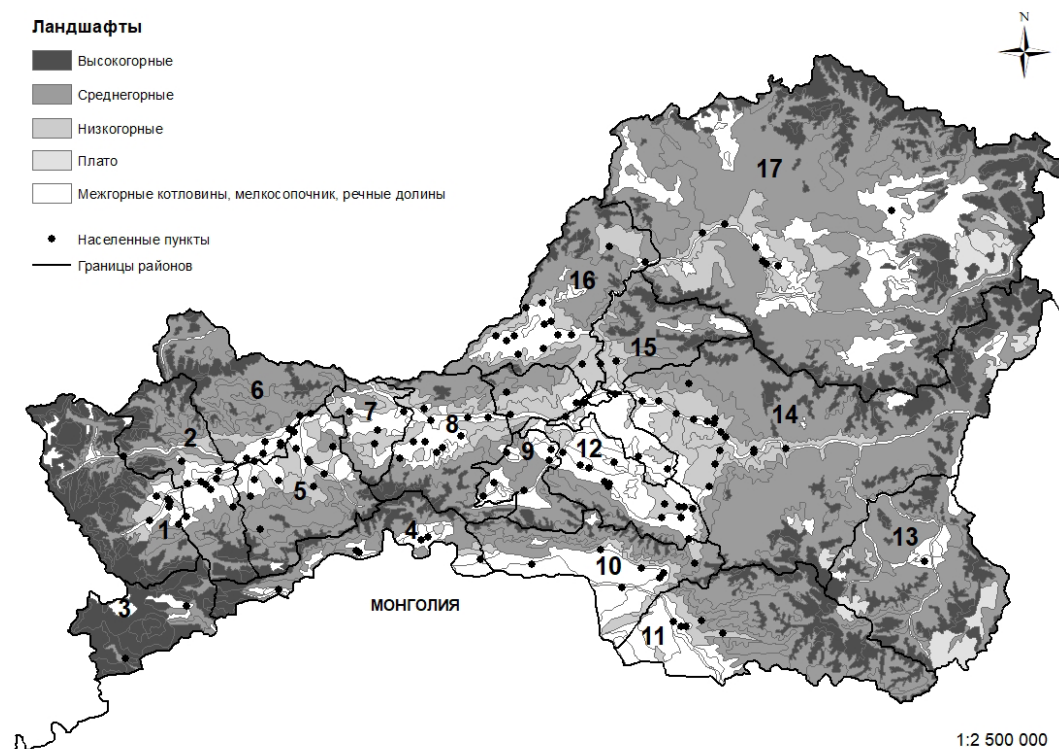 Ландшафты
Высокогорные
Среднегорные
Низкогорные
Плато
Межгорные котловины, мелкосопочник, речные долины
Населенные пункты
Границы районов
N
17
16
15
6
7
2
8
14
9
12
5
1
4
13
10
3
МОНГОЛИЯ
11
1:2 500 000